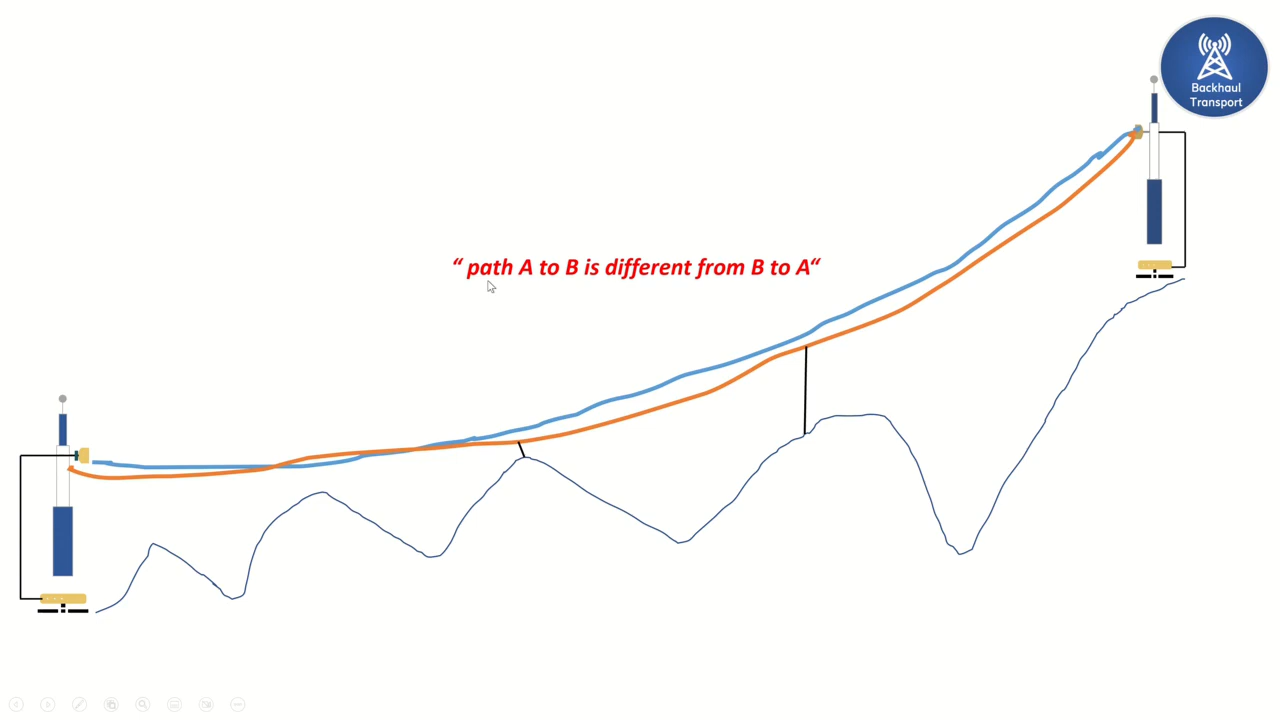 Backhaul
Transport
“ path A to B is different from B to A“